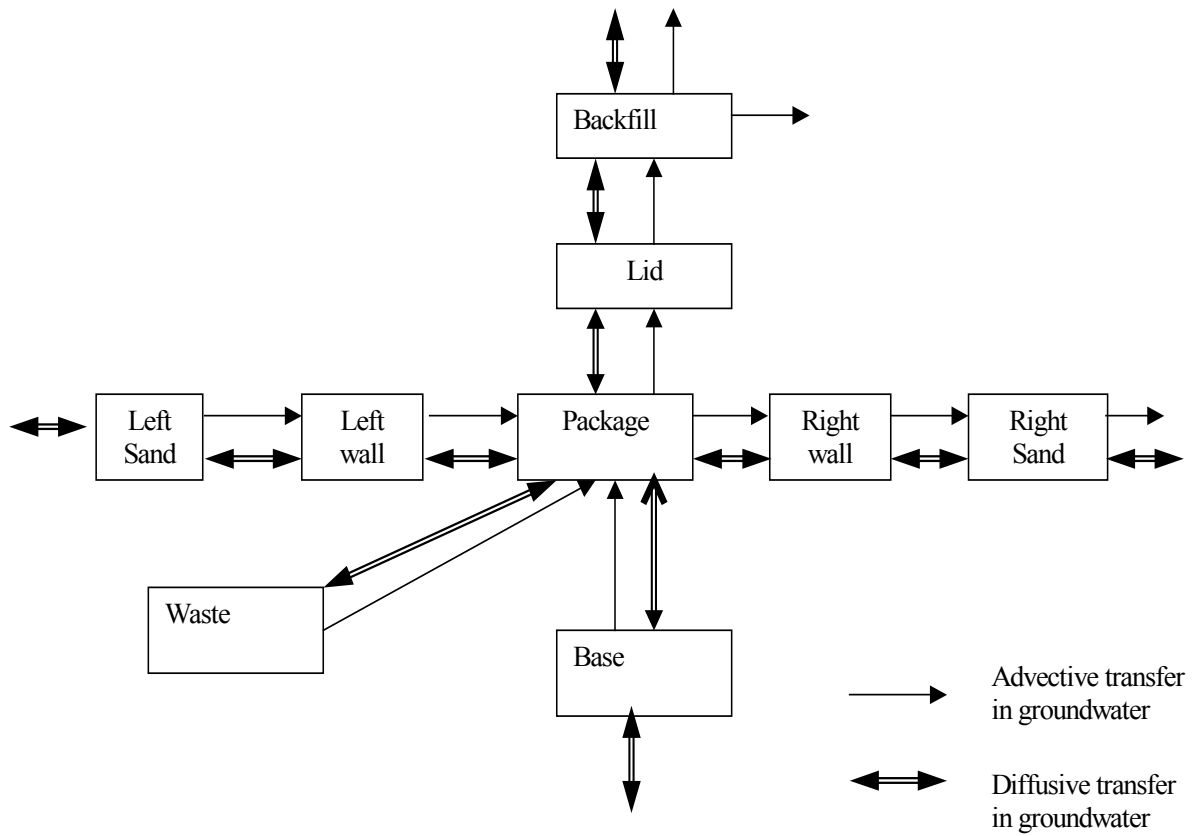 Backfill
Lid
Left
Sand
Left
wall
Package
Right
wall
Right
Sand
Waste
Base
Advective transfer
in groundwater
Diffusive transfer
in groundwater